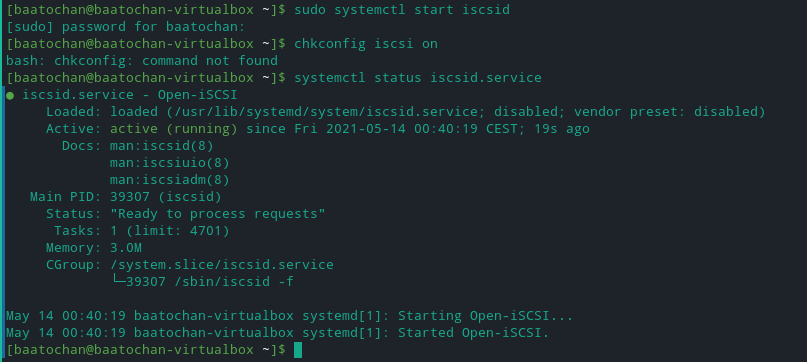 [baatochan@baatochan-virtualbox ~]$ sudo systemctl start iscsid
[sudo] password for baatochan:
[baatochan@baatochan-virtualbox ~]$ chkconfig iscsi on
bash: chkconfig: command not found
[baatochan@baatochan-virtualbox ~]$ systemctl status iscsid.service
● iscsid.service - Open-iSCSI
     Loaded: loaded (/usr/lib/systemd/system/iscsid.service; disabled; vendor preset: disabled)
     Active: active (running) since Fri 2021-05-14 00:40:19 CEST; 19s ago
       Docs: man:iscsid(8)
             man:iscsiuio(8)
             man:iscsiadm(8)
   Main PID: 39307 (iscsid)
     Status: "Ready to process requests"
      Tasks: 1 (limit: 4701)
     Memory: 3.0M
     CGroup: /system.slice/iscsid.service
             └─39307 /sbin/iscsid -f

May 14 00:40:19 baatochan-virtualbox systemd[1]: Starting Open-iSCSI...
May 14 00:40:19 baatochan-virtualbox systemd[1]: Started Open-iSCSI.
[baatochan@baatochan-virtualbox ~]$